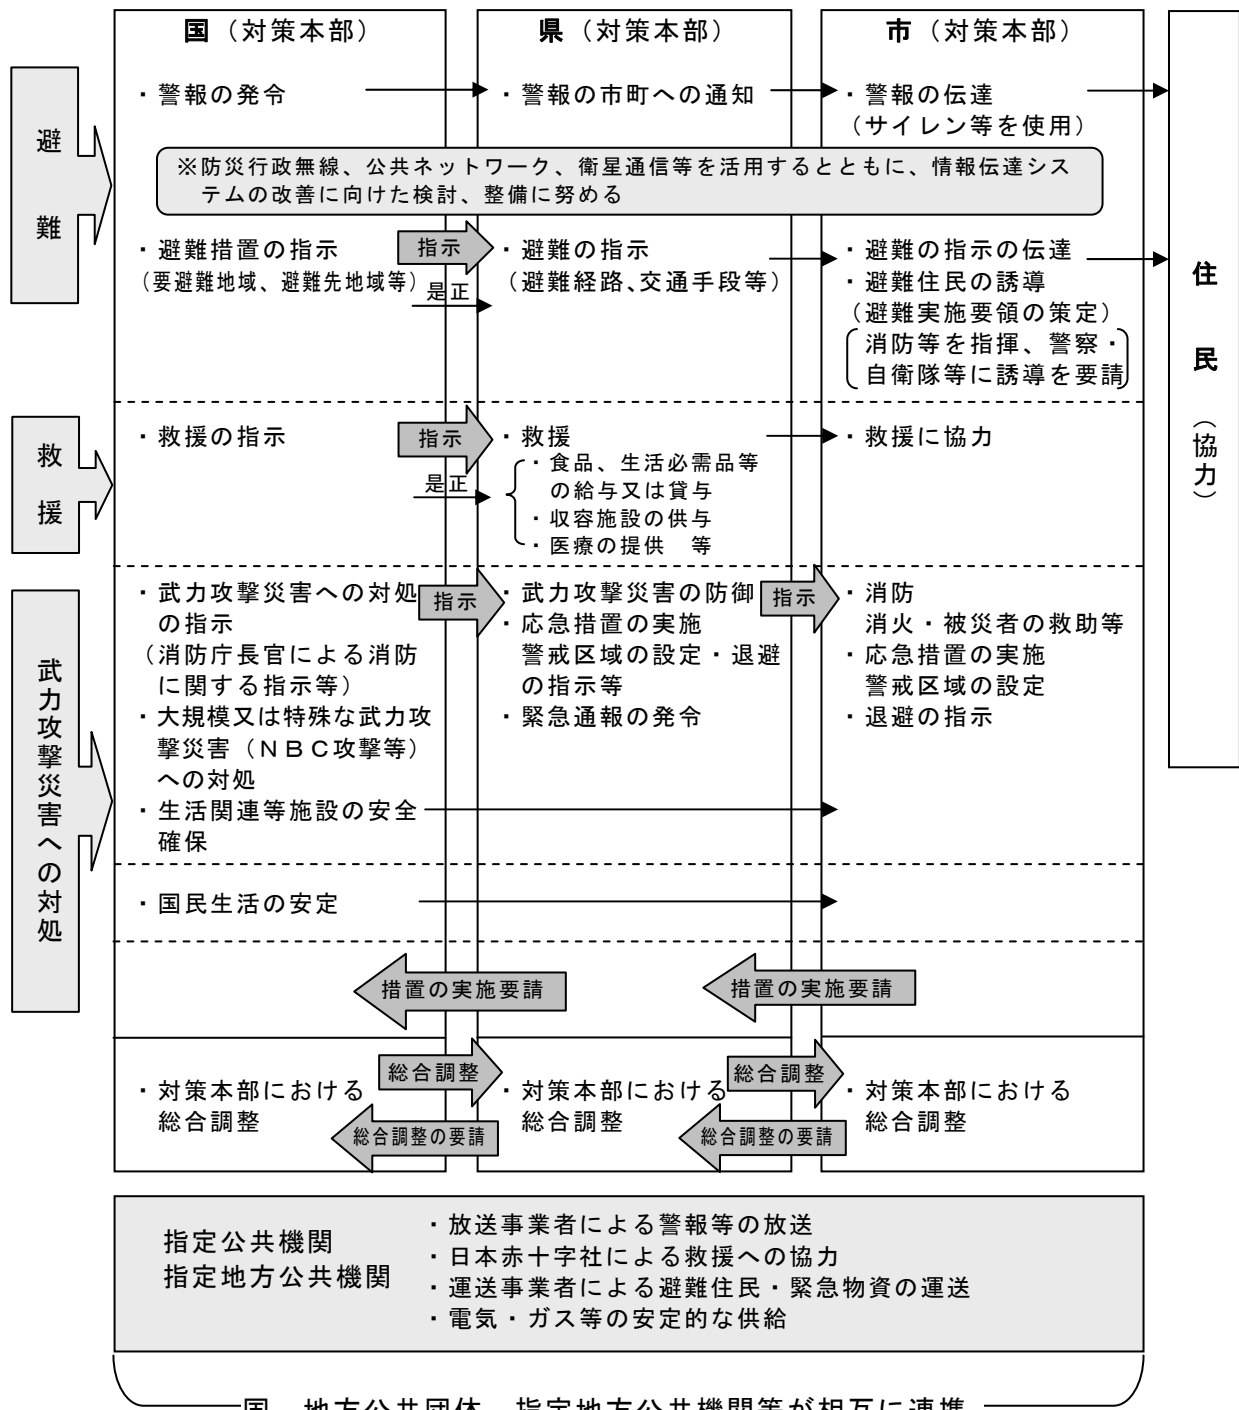 国（対策本部）
県（対策本部）
市（対策本部）
避難
・警報の発令
・警報の市町への通知
・警報の伝達
（サイレン等を使用）
※防災行政無線、公共ネットワーク、衛星通信等を活用するとともに、情報伝達シス
テムの改善に向けた検討、整備に努める
・避難措置の指示
（要避難地域、避難先地域等）
指示
是正
・避難の指示
（避難経路、交通手段等）
・避難の指示の伝達
・避難住民の誘導
（避難実施要領の策定）
消防等を指揮、警察・
自衛隊等に誘導を要請
住民（協力）
救援
・救援の指示
指示
是正
・救援
・食品、生活必需品等
の給与又は貸与
・収容施設の供与
・医療の提供　等
・救援に協力
武力攻撃災害への対処
・武力攻撃災害への対処
の指示
（消防庁長官による消防
に関する指示等）
・大規模又は特殊な武力攻
撃災害（ＮＢＣ攻撃等）
への対処
・生活関連等施設の安全
確保
指示
・武力攻撃災害の防御
・応急措置の実施
警戒区域の設定・退避
の指示等
・緊急通報の発令
指示
・消防
消火・被災者の救助等
・応急措置の実施
警戒区域の設定
・退避の指示
・国民生活の安定
措置の実施要請
措置の実施要請
・対策本部における
総合調整
総合調整
総合調整の要請
・対策本部における
総合調整
総合調整
総合調整の要請
・対策本部における
総合調整
指定公共機関
指定地方公共機関
・放送事業者による警報等の放送
・日本赤十字社による救援への協力
・運送事業者による避難住民・緊急物資の運送
・電気・ガス等の安定的な供給
国、地方公共団体、指定地方公共機関等が相互に連携